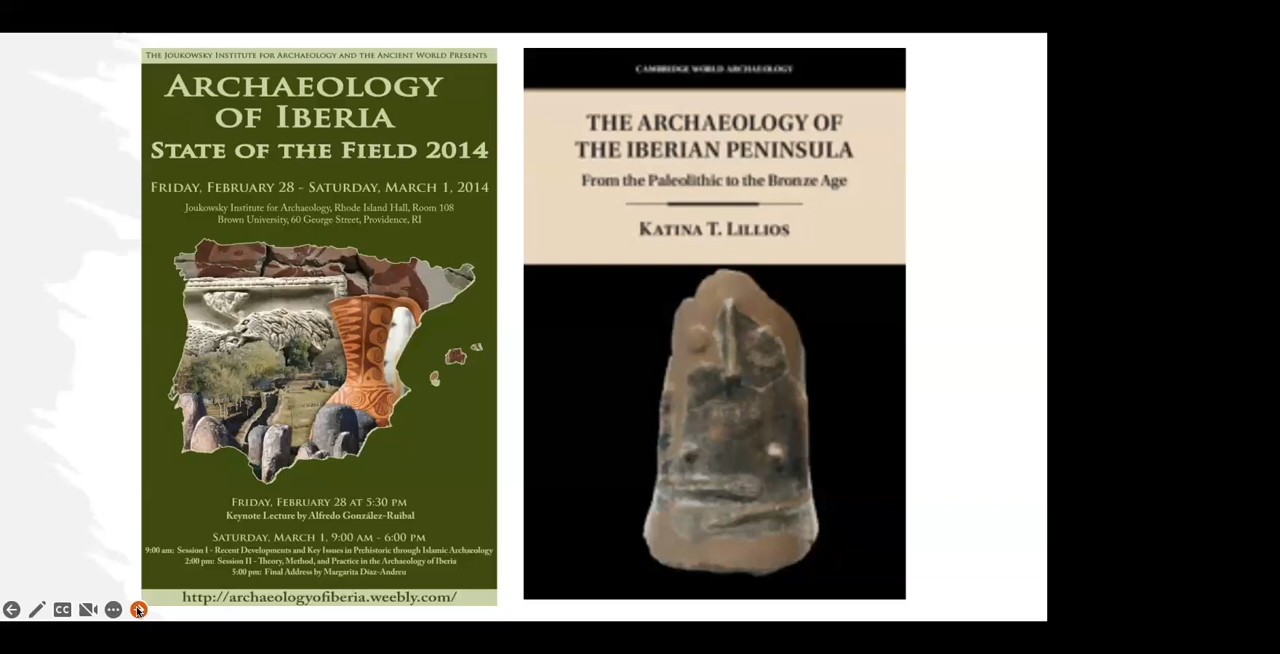 THE JOUKOWSKY INSTITUTE FOR ARCHAEOLOGY AND THE ANCIENT WORLD PRESENTS
ARCHAEOLOGY
OF IBERIA
STATE OF THE FIELD 2014
FRIDAY, FEBRUARY 28 - SATURDAY, MARCH 1, 2014
Joukowsky Institute for Archaeology, Rhode Island Hall, Room 108
Brown University, 60 George Street, Providence, RI
FRIDAY, FEBRUARY 28 AT 5:30 PM
Keynote Lecture by Alfredo González-Ruibal
SATURDAY, MARCH 1, 9:00 AM - 6:00 PM
9:00 am: Session I - Recent Developments and Key Issues in Prehistoric through Islamic Archaeology
2:00 pm: Session II - Theory, Method, and Practice in the Archaeology of Iberia
5:00 pm: Final Address by Margarita Díaz-Andreu
http://archaeologyofiberia.weebly.com/
CAMBRIDGE WORLD ARCHAEOLOGY
THE ARCHAEOLOGY OF
THE IBERIAN PENINSULA
From the Paleolithic to the Bronze Age
KATINA T. LILLIOS
CC